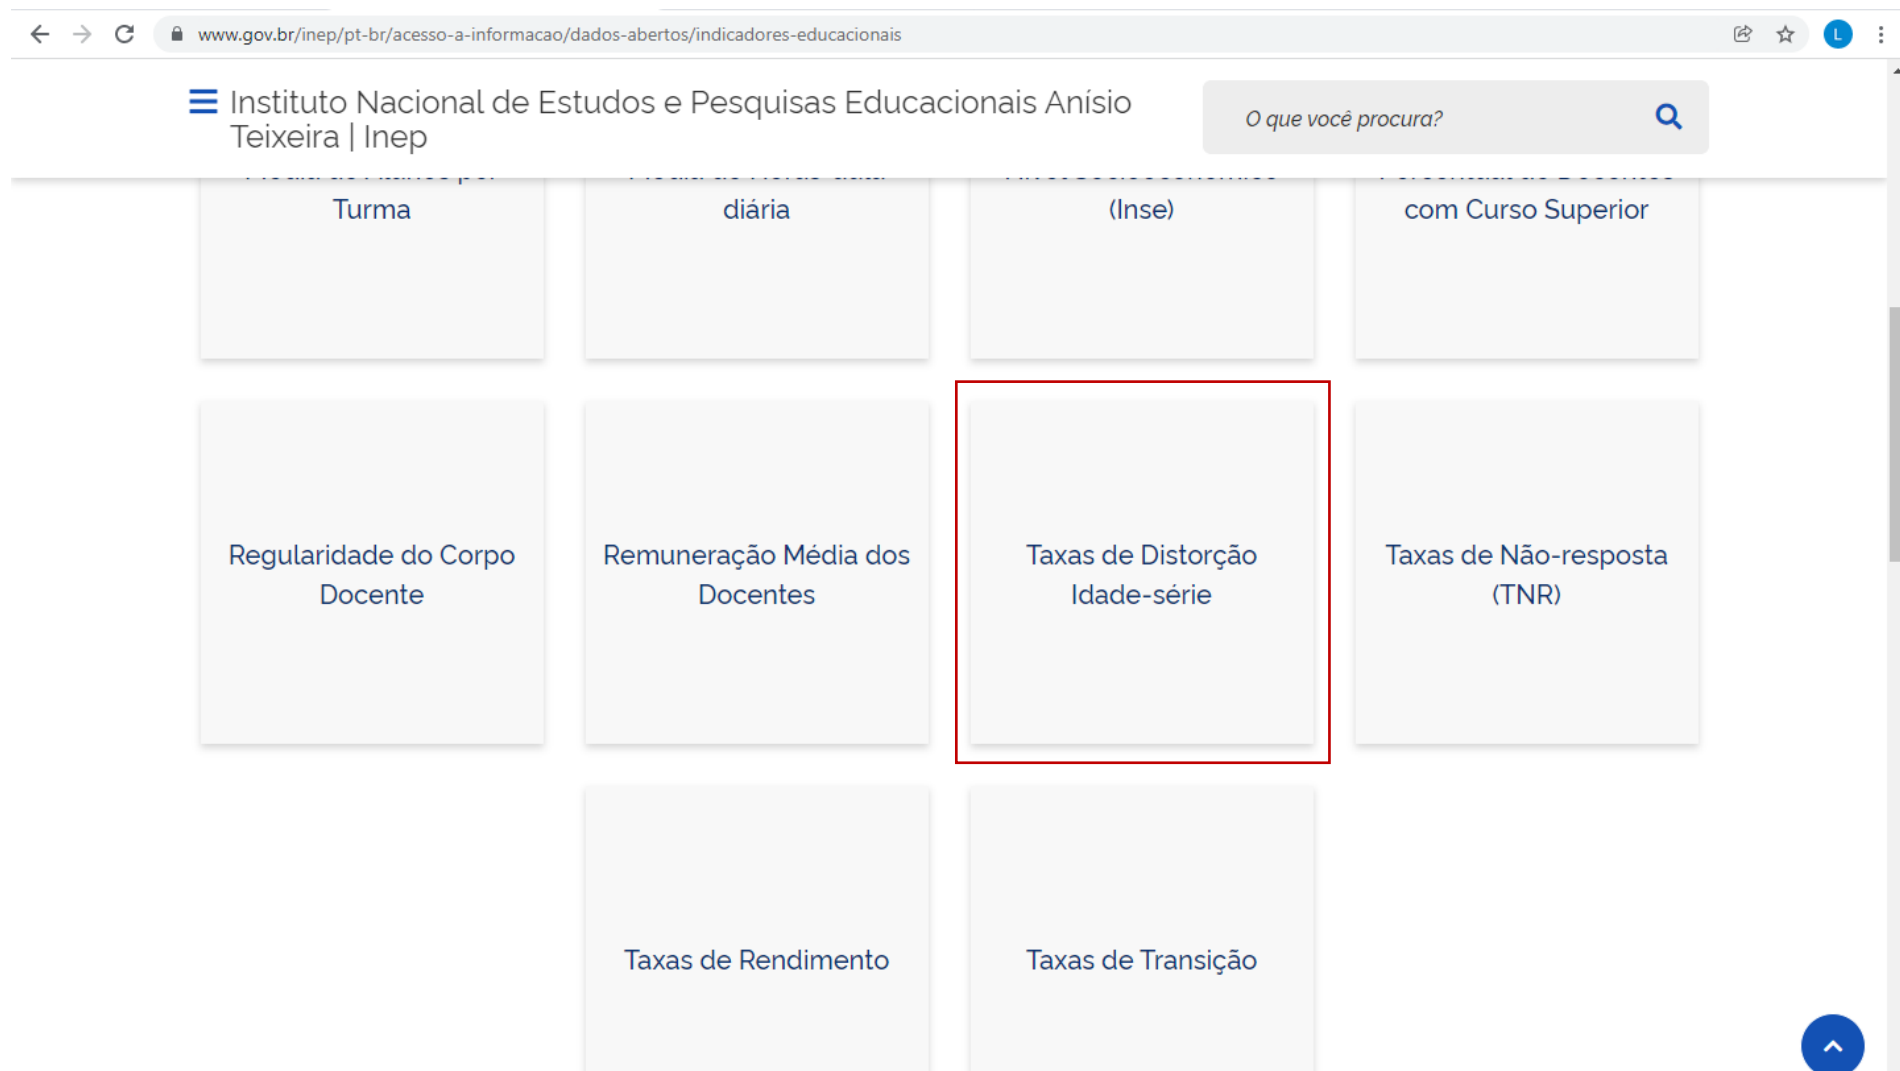 www.gov.br/inep/pt-br/acesso-a-informacao/dados-abertos/indicadores-educacionais
L
Instituto Nacional de Estudos e Pesquisas Educacionais Anísio
Teixeira | Inep
O que você procura?
Turma
diária
(Inse)
com Curso Superior
Regularidade do Corpo
Docente
Remuneração Média dos
Docentes
Taxas de Distorção
Idade-série
Taxas de Não-resposta
(TNR)
Taxas de Rendimento
Taxas de Transição